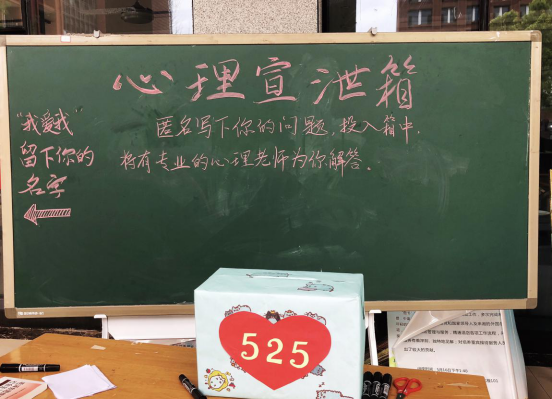 心理宣泄箱
匿名写下你的问题，投入箱中，
将有专业的心理老师为你解答。
"我爱我"
留下你的
名字
525